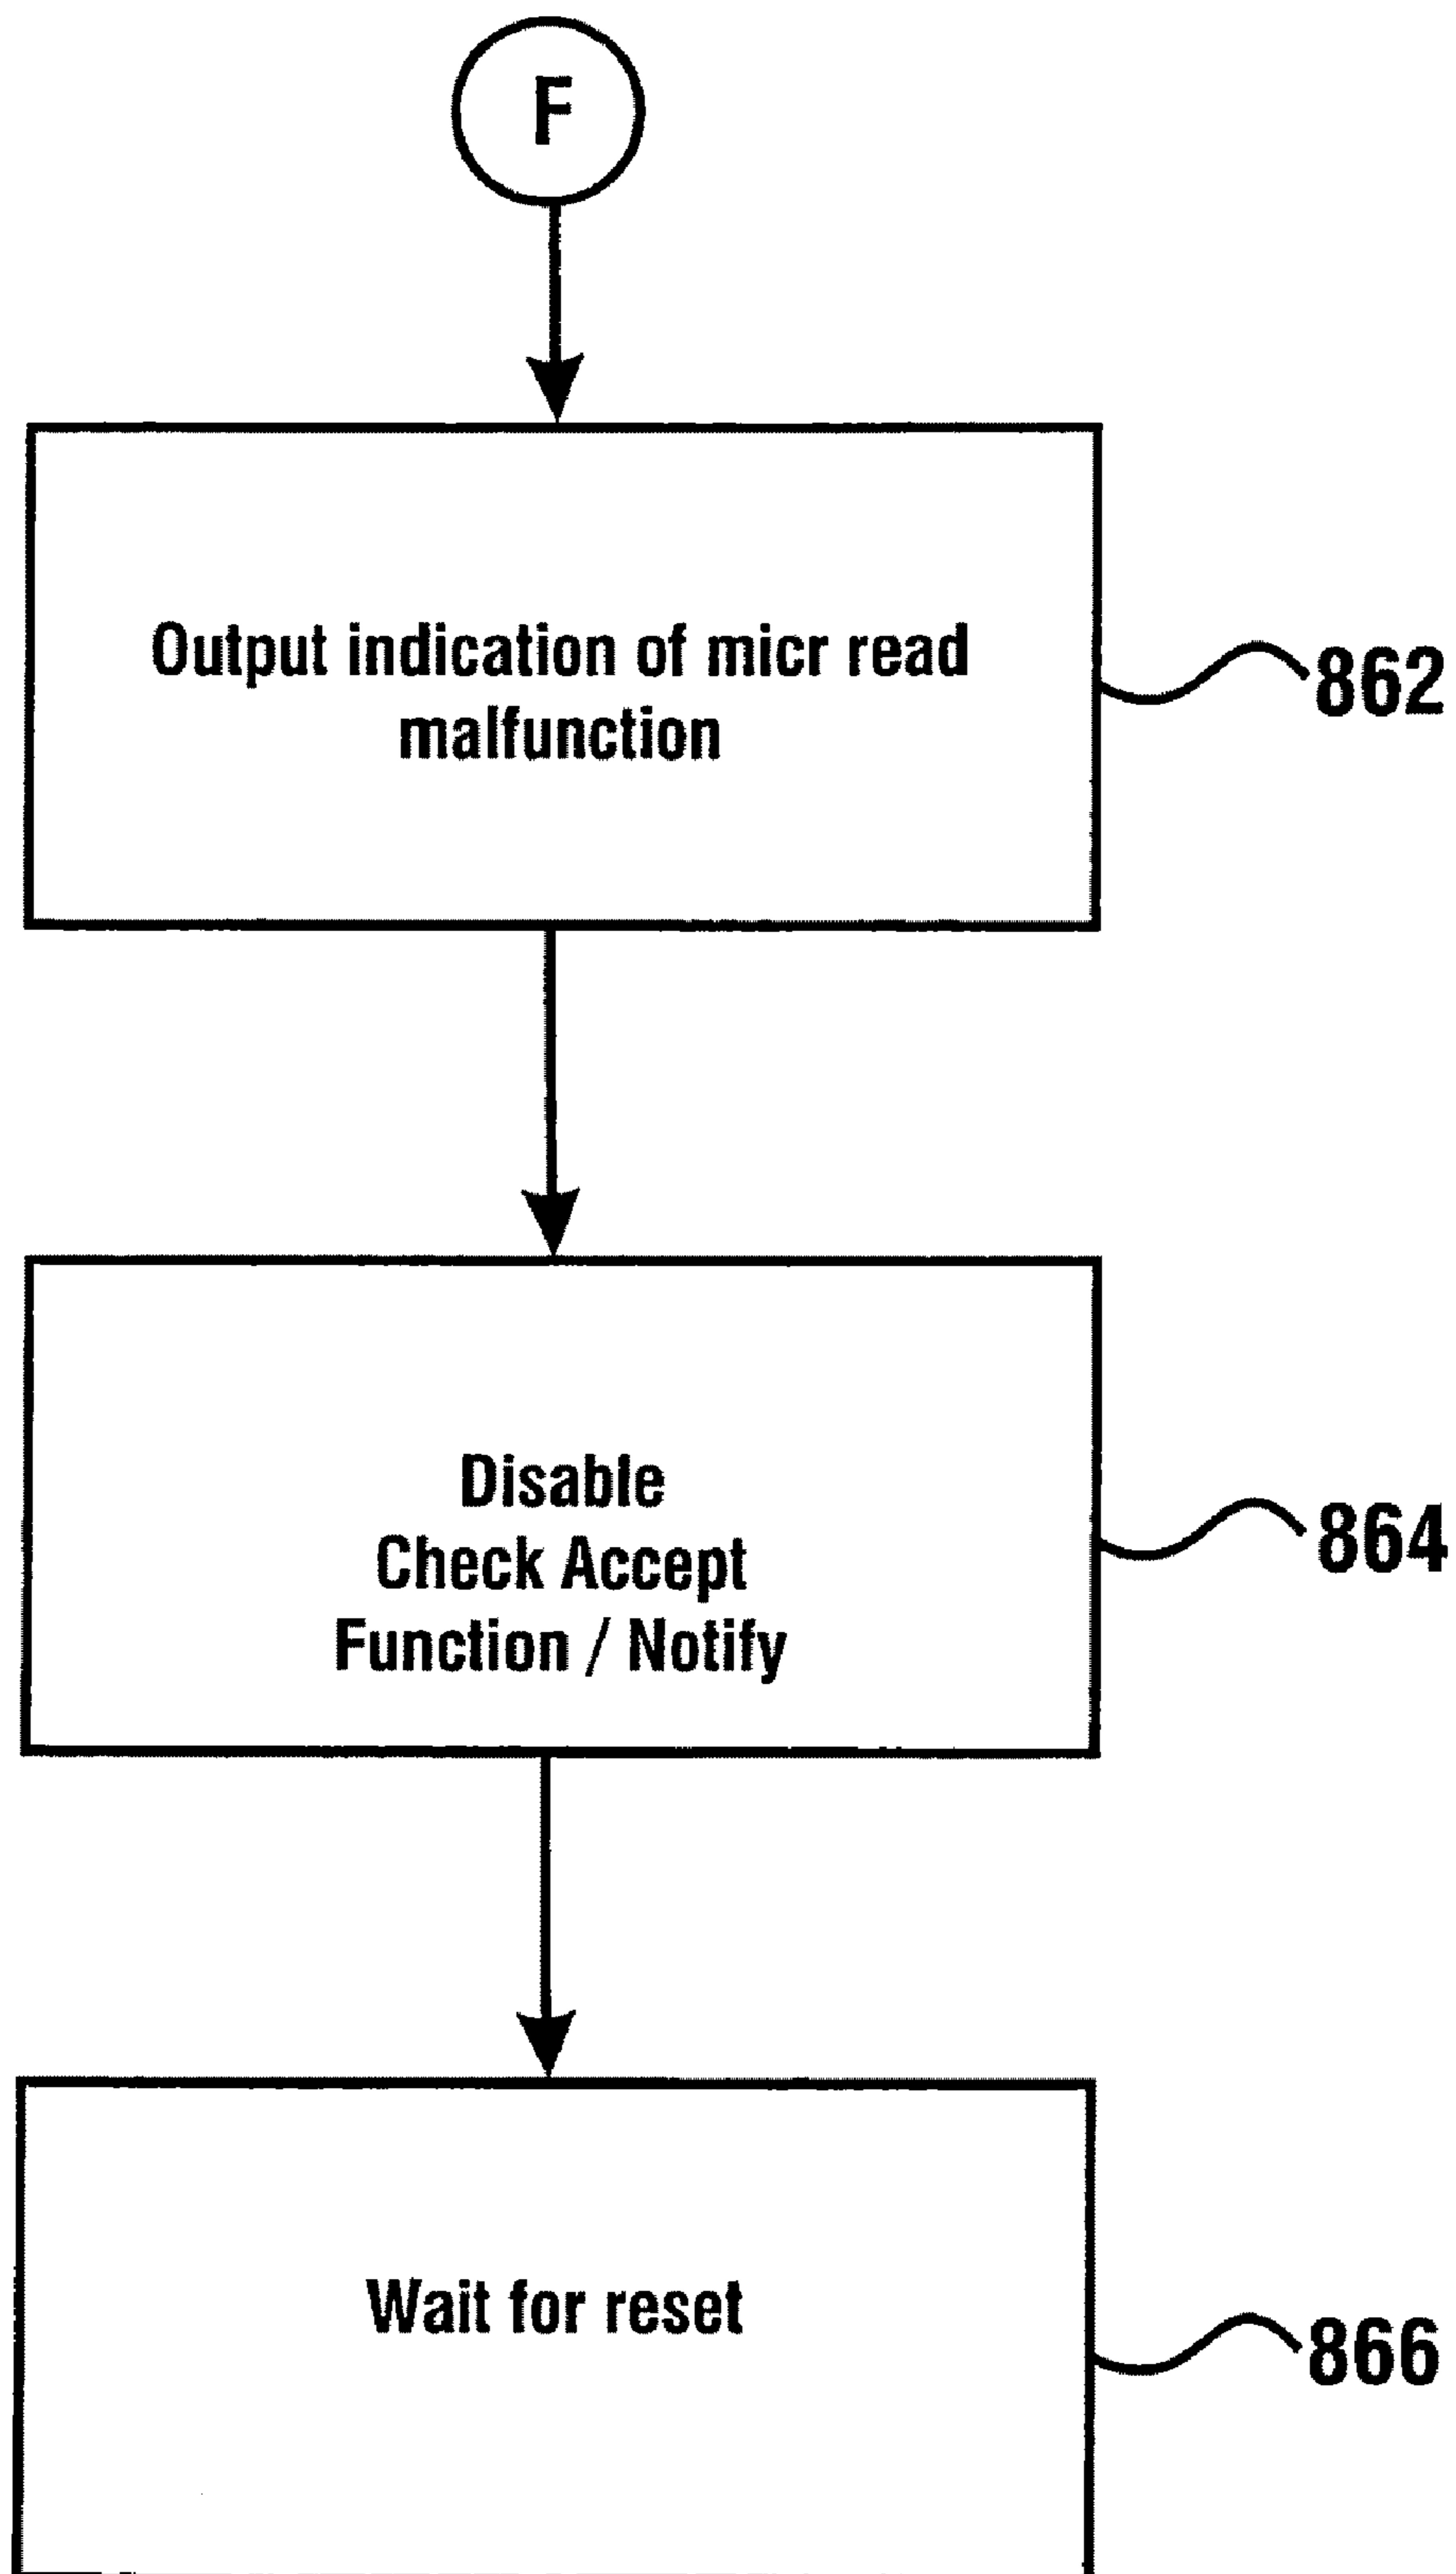 F
Output indication of micr read
malfunction
862
Disable
Check Accept
Function / Notify
864
Wait for reset
866